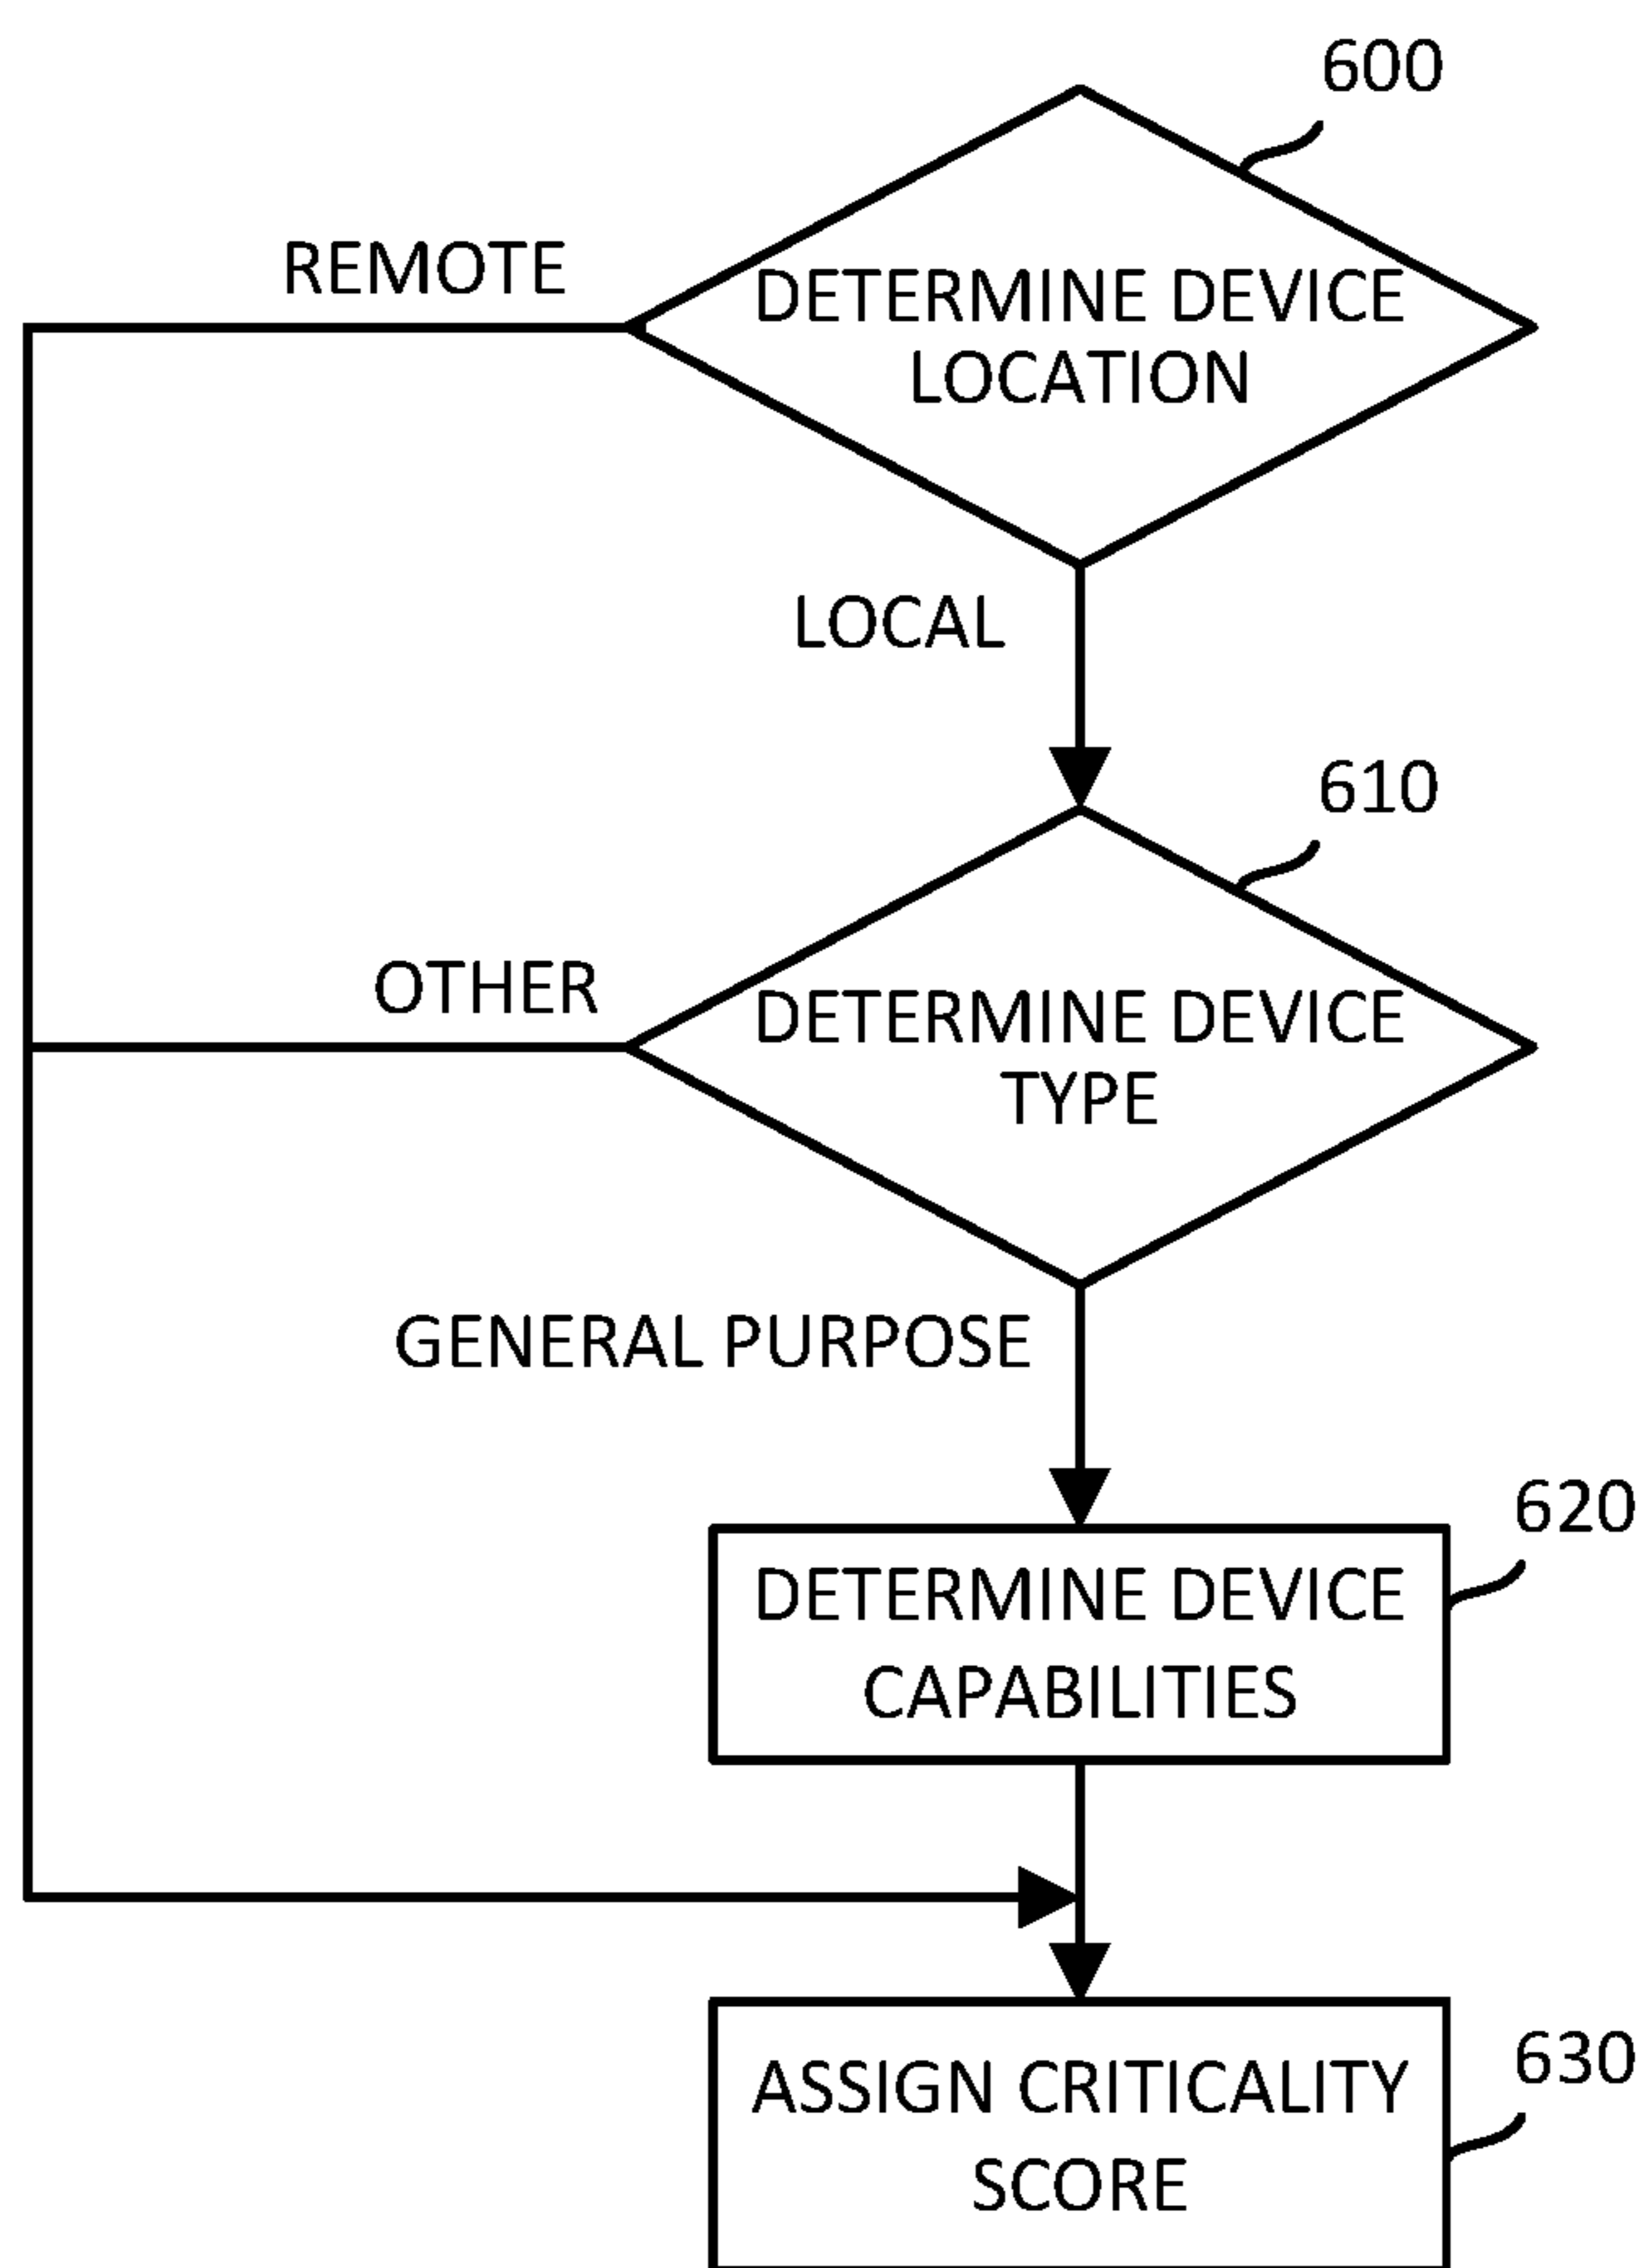 600
REMOTE
DETERMINE DEVICE
LOCATION
LOCAL
610
OTHER
DETERMINE DEVICE
TYPE
GENERAL PURPOSE
620
DETERMINE DEVICE
CAPABILITIES
630
ASSIGN CRITICALITY
SCORE